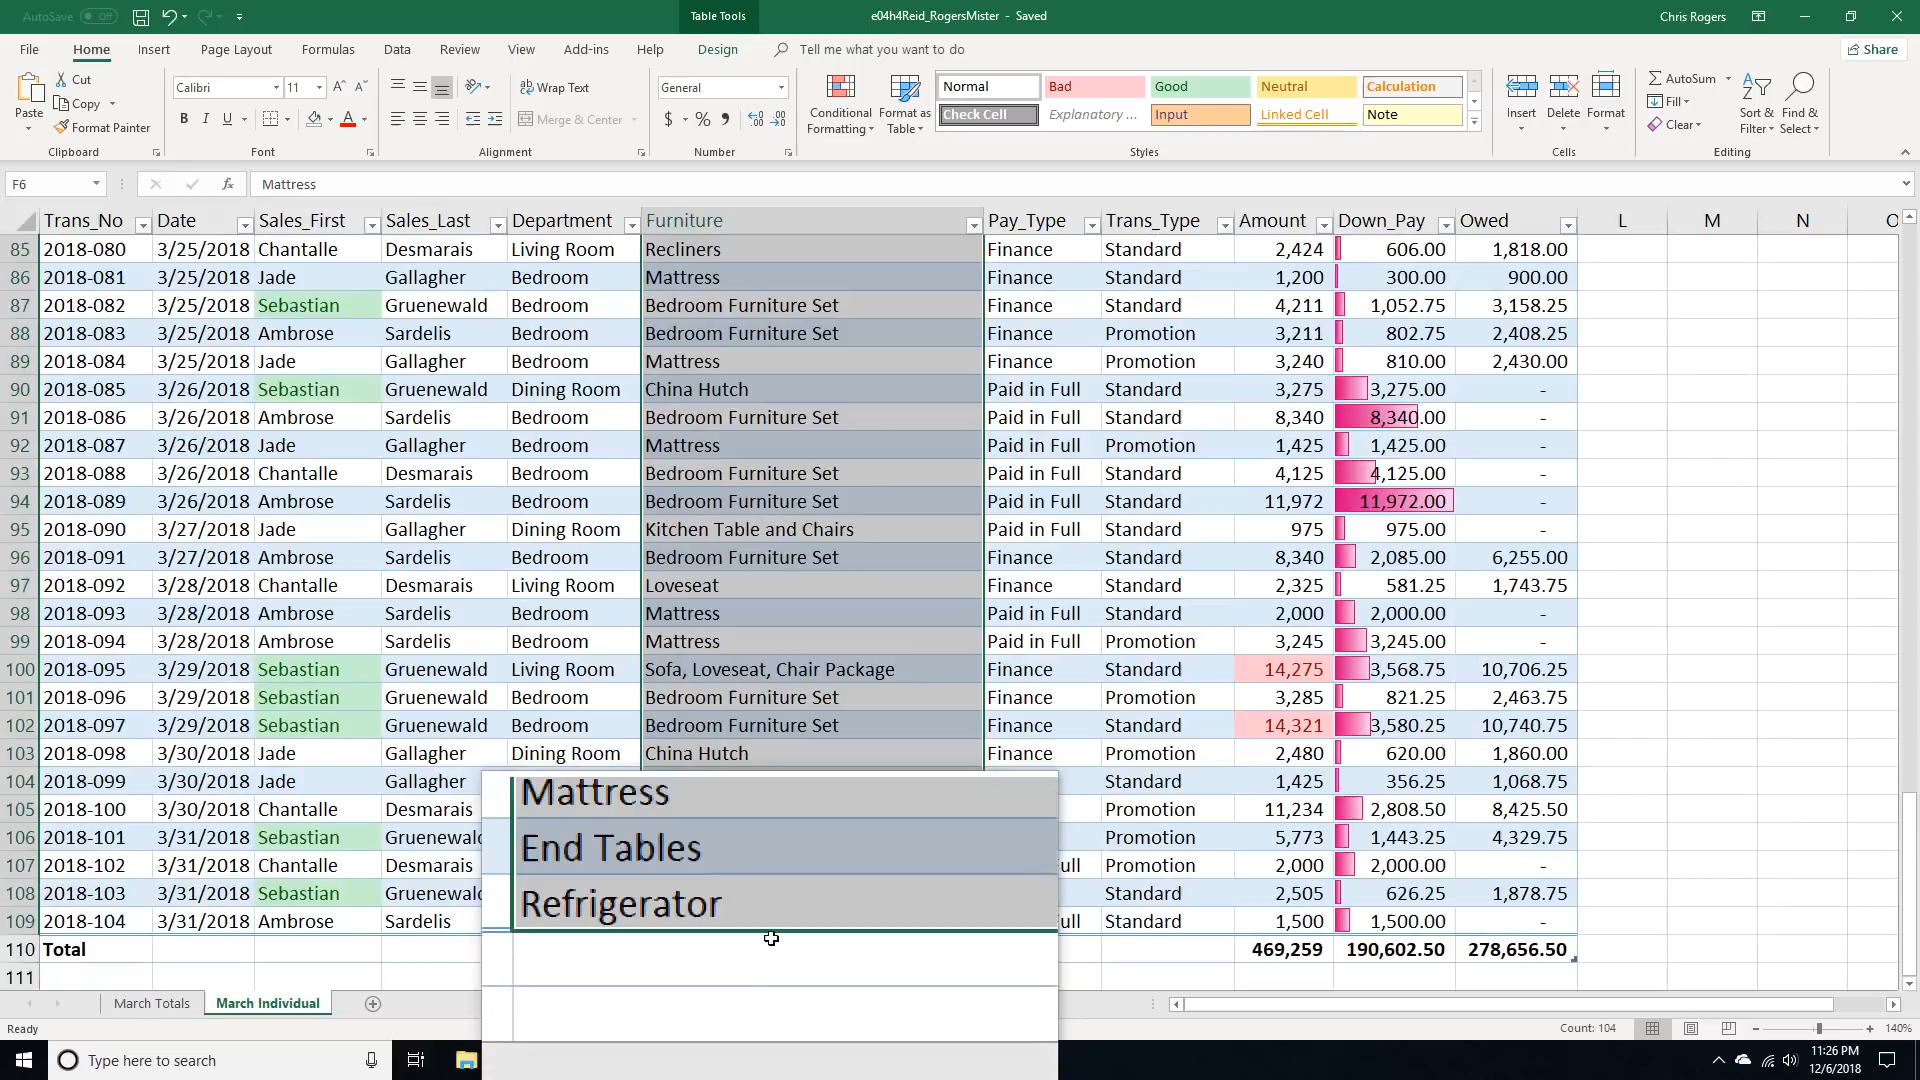 AutoSave Off
Table Tools
e04h4Reid_RogersMister - Saved
Chris Rogers
File Home Insert Page Layout Formulas Data Review View Add-ins Help Design Tell me what you want to do Share
Paste
Cut
Copy
Format Painter
Clipboard
Calibri 11 A A
B I U A
Font
Wrap Text
Merge & Center
Alignment
General
$ % ,
Number
Conditional Formatting
Format as Table
Normal Bad Good Neutral Calculation
Check Cell Explanatory ... Input Linked Cell Note
Styles
Insert Delete Format
Cells
AutoSum
Fill
Clear
Sort & Filter
Find & Select
Editing
F6 fx Mattress
Trans_No Date Sales_First Sales_Last Department Furniture Pay_Type Trans_Type Amount Down_Pay Owed L M N O
85 2018-080 3/25/2018 Chantalle Desmarais Living Room Recliners Finance Standard 2,424 606.00 1,818.00
86 2018-081 3/25/2018 Jade Gallagher Bedroom Mattress Finance Standard 1,200 300.00 900.00
87 2018-082 3/25/2018 Sebastian Gruenewald Bedroom Bedroom Furniture Set Finance Standard 4,211 1,052.75 3,158.25
88 2018-083 3/25/2018 Ambrose Sardelis Bedroom Bedroom Furniture Set Finance Promotion 3,211 802.75 2,408.25
89 2018-084 3/25/2018 Jade Gallagher Bedroom Mattress Finance Promotion 3,240 810.00 2,430.00
90 2018-085 3/26/2018 Sebastian Gruenewald Dining Room China Hutch Paid in Full Standard 3,275 3,275.00 -
91 2018-086 3/26/2018 Ambrose Sardelis Bedroom Bedroom Furniture Set Paid in Full Standard 8,340 8,340.00 -
92 2018-087 3/26/2018 Jade Gallagher Bedroom Mattress Paid in Full Promotion 1,425 1,425.00 -
93 2018-088 3/26/2018 Chantalle Desmarais Bedroom Bedroom Furniture Set Paid in Full Standard 4,125 4,125.00 -
94 2018-089 3/26/2018 Ambrose Sardelis Bedroom Bedroom Furniture Set Paid in Full Standard 11,972 11,972.00 -
95 2018-090 3/27/2018 Jade Gallagher Dining Room Kitchen Table and Chairs Paid in Full Standard 975 975.00 -
96 2018-091 3/27/2018 Ambrose Sardelis Bedroom Bedroom Furniture Set Finance Standard 8,340 2,085.00 6,255.00
97 2018-092 3/28/2018 Chantalle Desmarais Living Room Loveseat Finance Standard 2,325 581.25 1,743.75
98 2018-093 3/28/2018 Ambrose Sardelis Bedroom Mattress Paid in Full Standard 2,000 2,000.00 -
99 2018-094 3/28/2018 Ambrose Sardelis Bedroom Mattress Paid in Full Promotion 3,245 3,245.00 -
100 2018-095 3/29/2018 Sebastian Gruenewald Living Room Sofa, Loveseat, Chair Package Finance Standard 14,275 3,568.75 10,706.25
101 2018-096 3/29/2018 Sebastian Gruenewald Bedroom Bedroom Furniture Set Finance Promotion 3,285 821.25 2,463.75
102 2018-097 3/29/2018 Sebastian Gruenewald Bedroom Bedroom Furniture Set Finance Standard 14,321 3,580.25 10,740.75
103 2018-098 3/30/2018 Jade Gallagher Dining Room China Hutch Finance Promotion 2,480 620.00 1,860.00
104 2018-099 3/30/2018 Jade Gallagher Standard 1,425 356.25 1,068.75
105 2018-100 3/30/2018 Chantalle Desmarais Promotion 11,234 2,808.50 8,425.50
106 2018-101 3/31/2018 Sebastian Promotion 5,773 1,443.25 4,329.75
107 2018-102 3/31/2018 Chantalle Desmarais Promotion 2,000 2,000.00 -
108 2018-103 3/31/2018 Sebastian Standard 2,505 626.25 1,878.75
109 2018-104 3/31/2018 Ambrose Sardelis Standard 1,500 1,500.00 -
110 Total 469,259 190,602.50 278,656.50
111
Mattress
End Tables
Refrigerator
March Totals March Individual
Ready Count: 104 140%
Type here to search
11:26 PM
12/6/2018